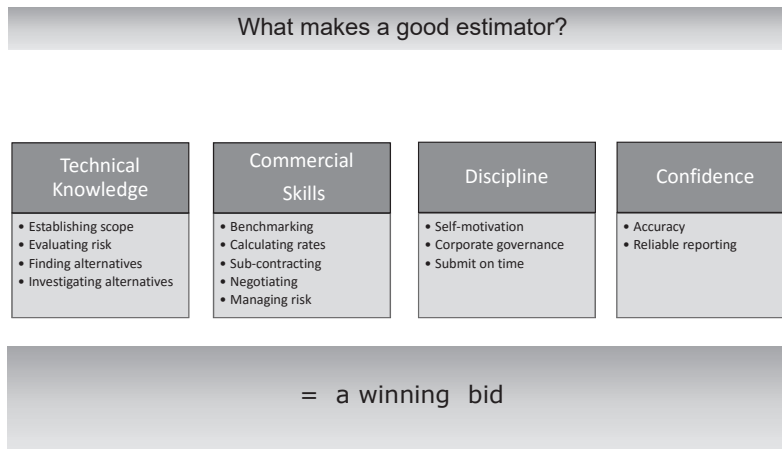 What makes a good estimator?
Technical
Knowledge
• Establishing scope
• Evaluating risk
• Finding alternatives
• Investigating alternatives
Commercial
Skills
• Benchmarking
• Calculating rates
• Sub-contracting
• Negotiating
• Managing risk
Discipline
• Self-motivation
• Corporate governance
• Submit on time
Confidence
• Accuracy
• Reliable reporting
= a winning bid